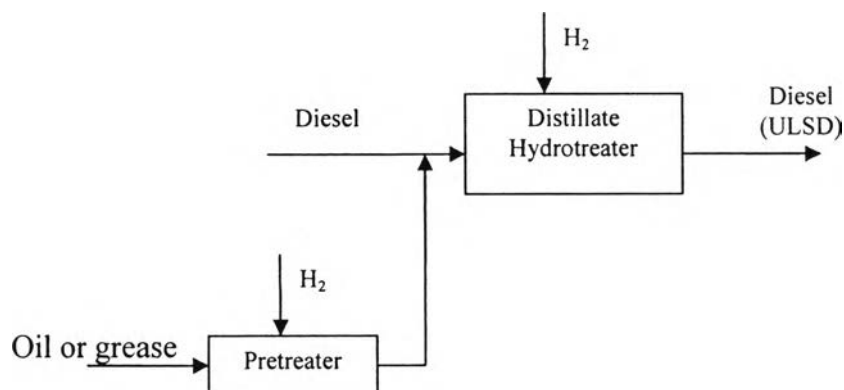 H₂
Diesel
Distillate
Hydrotreater
Diesel
(ULSD)
H₂
Oil or grease
Pretreater